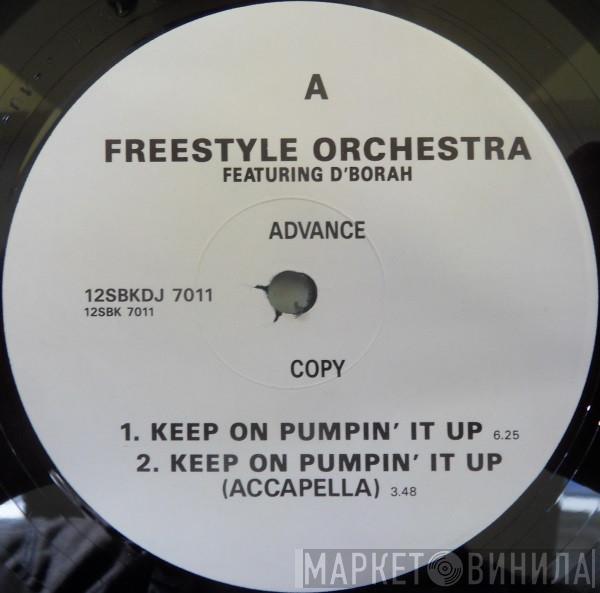 A
FREESTYLE ORCHESTRA
FEATURING D'BORAH
ADVANCE
12SBKDJ 7011
12SBK 7011
COPY
1. KEEP ON PUMPIN' IT UP 6.25
2. KEEP ON PUMPIN' IT UP
(ACCAPELLA) 3.48
МАРКЕТ ВИНИЛА